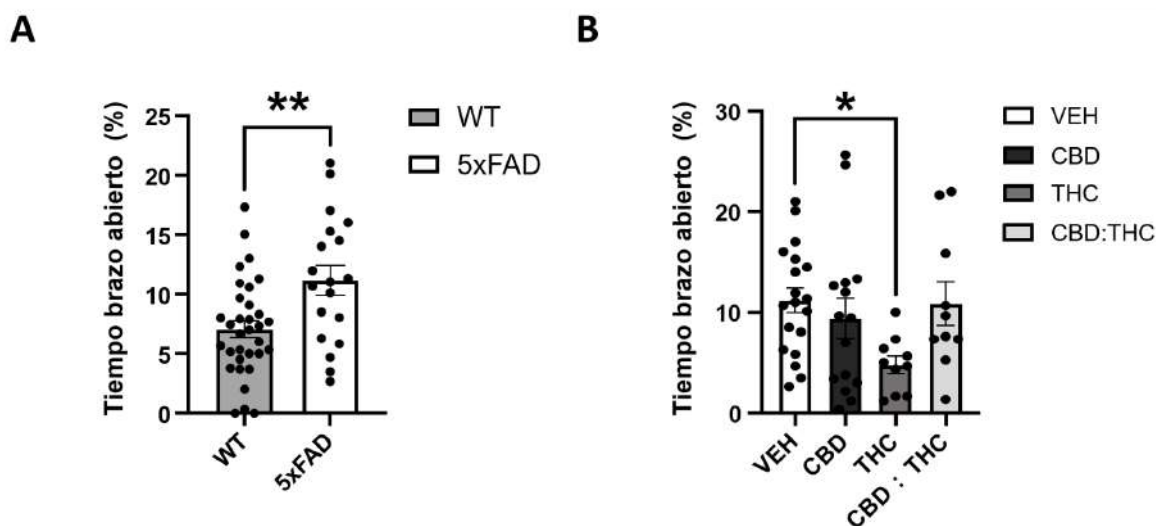 A
Tiempo brazo abierto (%)
25
20
15
10
5
0
**
WT
5xFAD
WT
5xFAD
B
Tiempo brazo abierto (%)
30
20
10
0
*
VEH
CBD
THC
CBD : THC
VEH
CBD
THC
CBD:THC